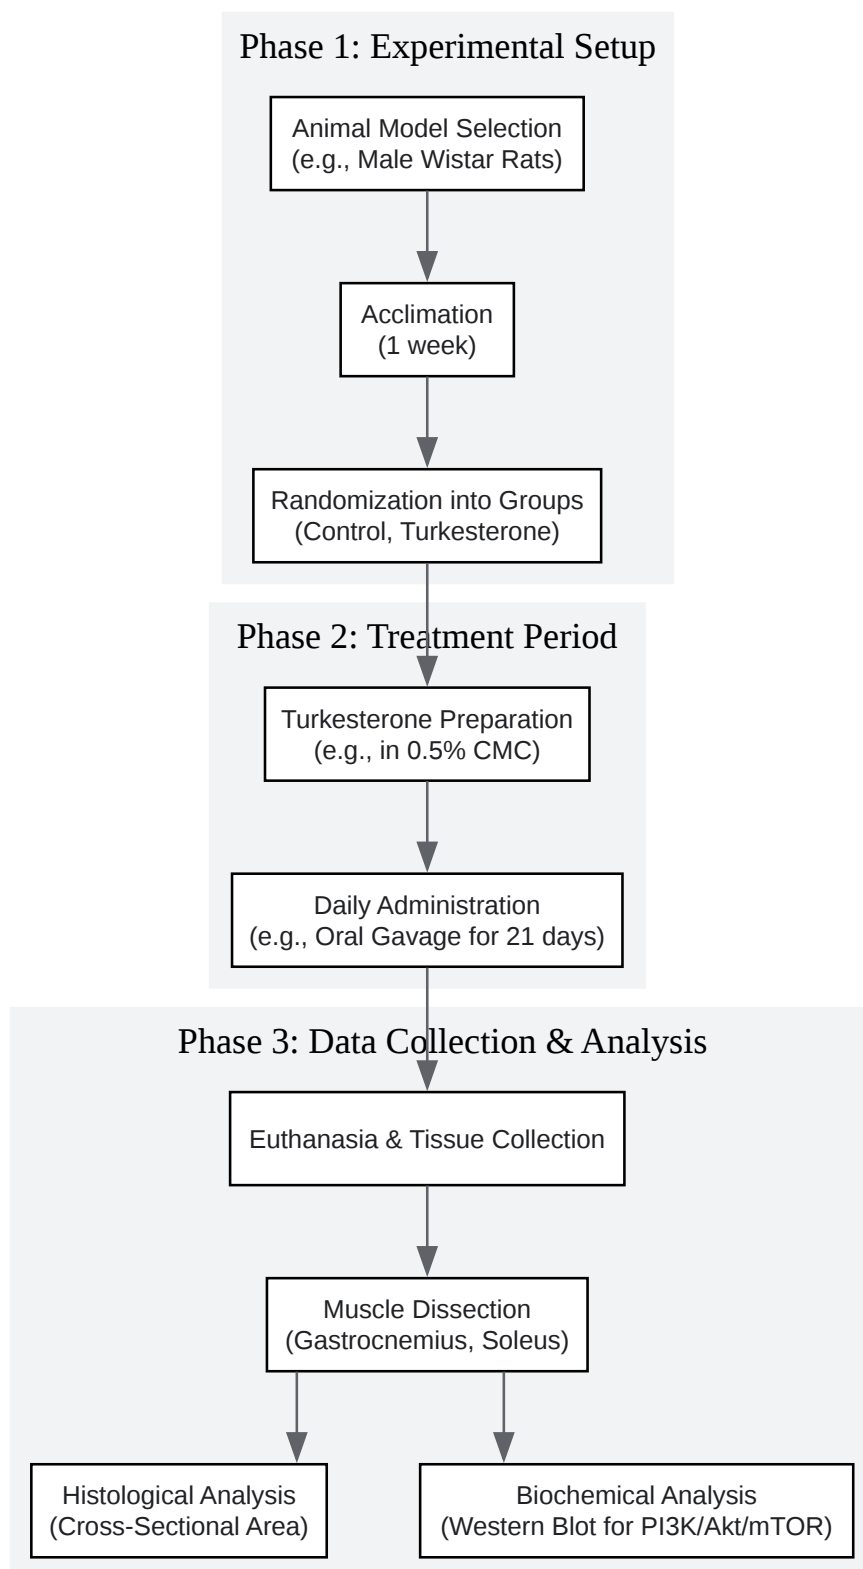 Phase 1: Experimental Setup
Animal Model Selection
(e.g., Male Wistar Rats)
Acclimation
(1 week)
Randomization into Groups
(Control, Turkesterone)
Phase 2: Treatment Period
Turkesterone Preparation
(e.g., in 0.5% CMC)
Daily Administration
(e.g., Oral Gavage for 21 days)
Phase 3: Data Collection & Analysis
Euthanasia & Tissue Collection
Muscle Dissection
(Gastrocnemius, Soleus)
Histological Analysis
(Cross-Sectional Area)
Biochemical Analysis
(Western Blot for PI3K/Akt/mTOR)